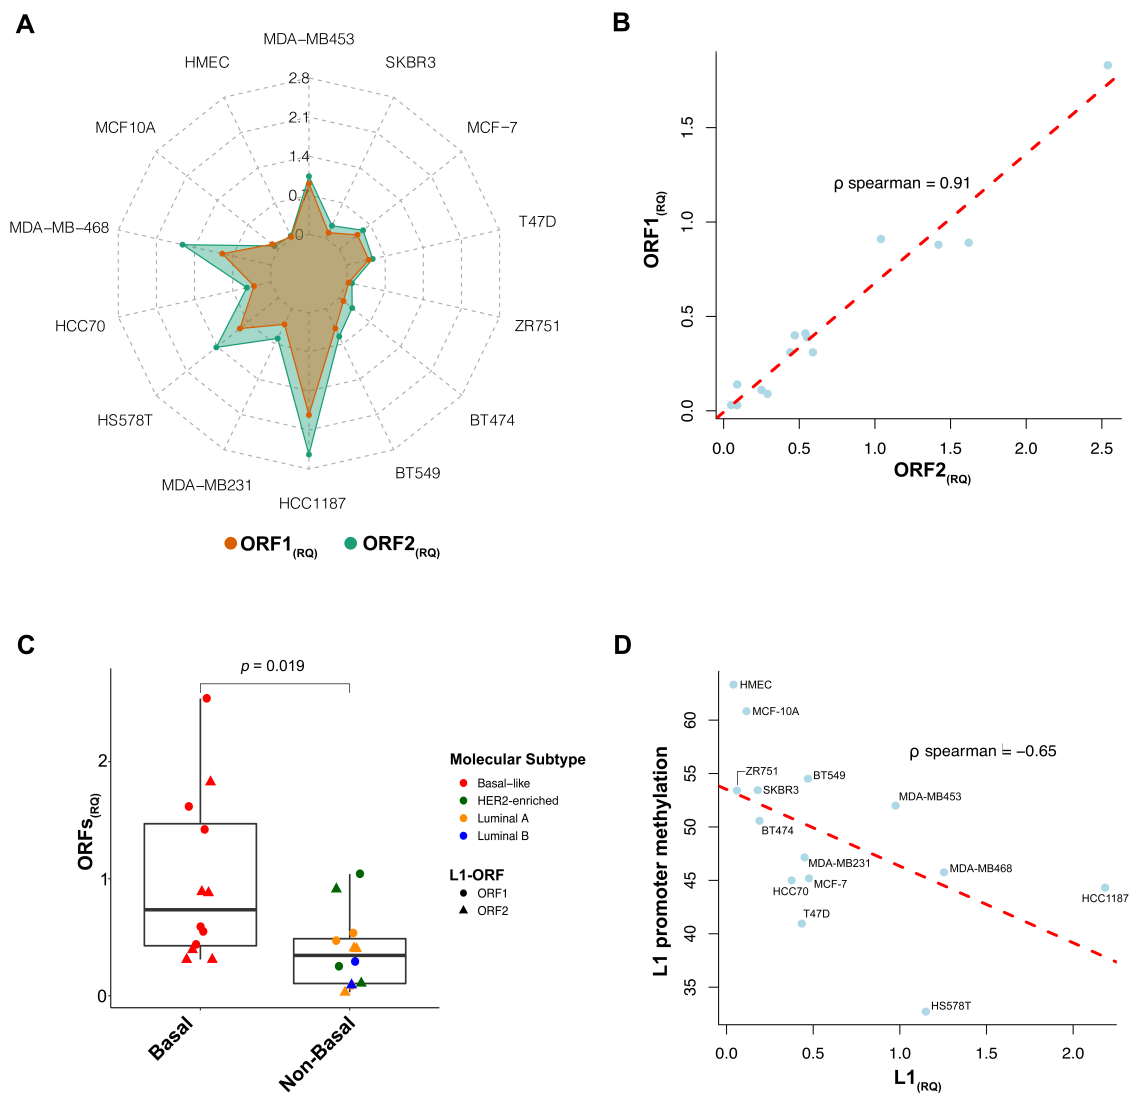 A
MDA−MB453
HMEC
SKBR3
MCF10A
MCF−7
MDA−MB−468
T47D
HCC70
ZR751
HS578T
BT474
MDA−MB231
BT549
HCC1187
2.8
2.1
1.4
0.7
0
ORF1(RQ)
ORF2(RQ)
B
ρ spearman = 0.91
ORF1(RQ)
1.5
1.0
0.5
0.0
0.0 0.5 1.0 1.5 2.0 2.5
ORF2(RQ)
C
p = 0.019
ORFs(RQ)
2
1
0
Basal
Non-Basal
Molecular Subtype
Basal−like
HER2−enriched
Luminal A
Luminal B
L1-ORF
ORF1
ORF2
D
ρ spearman = −0.65
L1 promoter methylation
60
55
50
45
40
35
HMEC
MCF-10A
ZR751
SKBR3
BT549
BT474
MDA-MB453
MDA-MB231
MCF-7
HCC70
MDA-MB468
HCC1187
T47D
HS578T
0.0 0.5 1.0 1.5 2.0
L1(RQ)